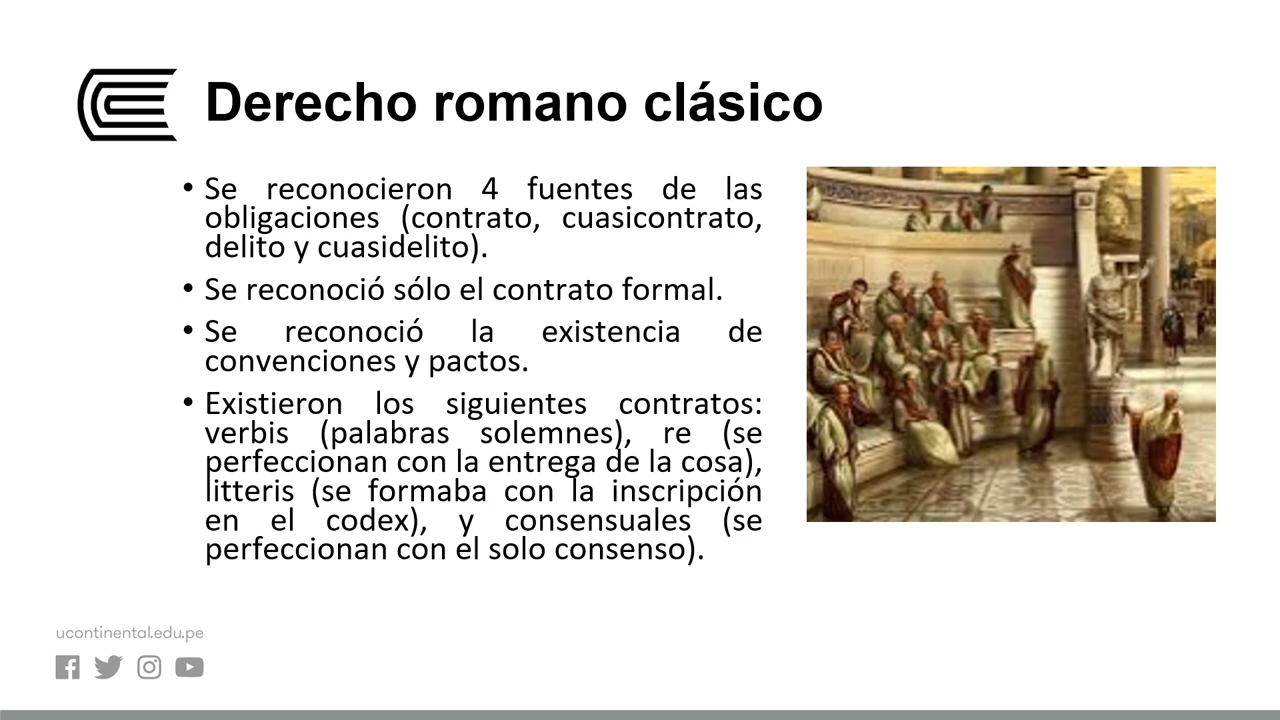 Derecho romano clásico
• Se reconocieron 4 fuentes de las
obligaciones (contrato, cuasicontrato,
delito y cuasidelito).
• Se reconoció sólo el contrato formal.
• Se reconoció la existencia de
convenciones y pactos.
• Existieron los siguientes contratos:
verbis (palabras solemnes), re (se
perfeccionan con la entrega de la cosa),
litteris (se formaba con la inscripción
en el codex), y consensuales (se
perfeccionan con el solo consenso).
ucontinental.edu.pe